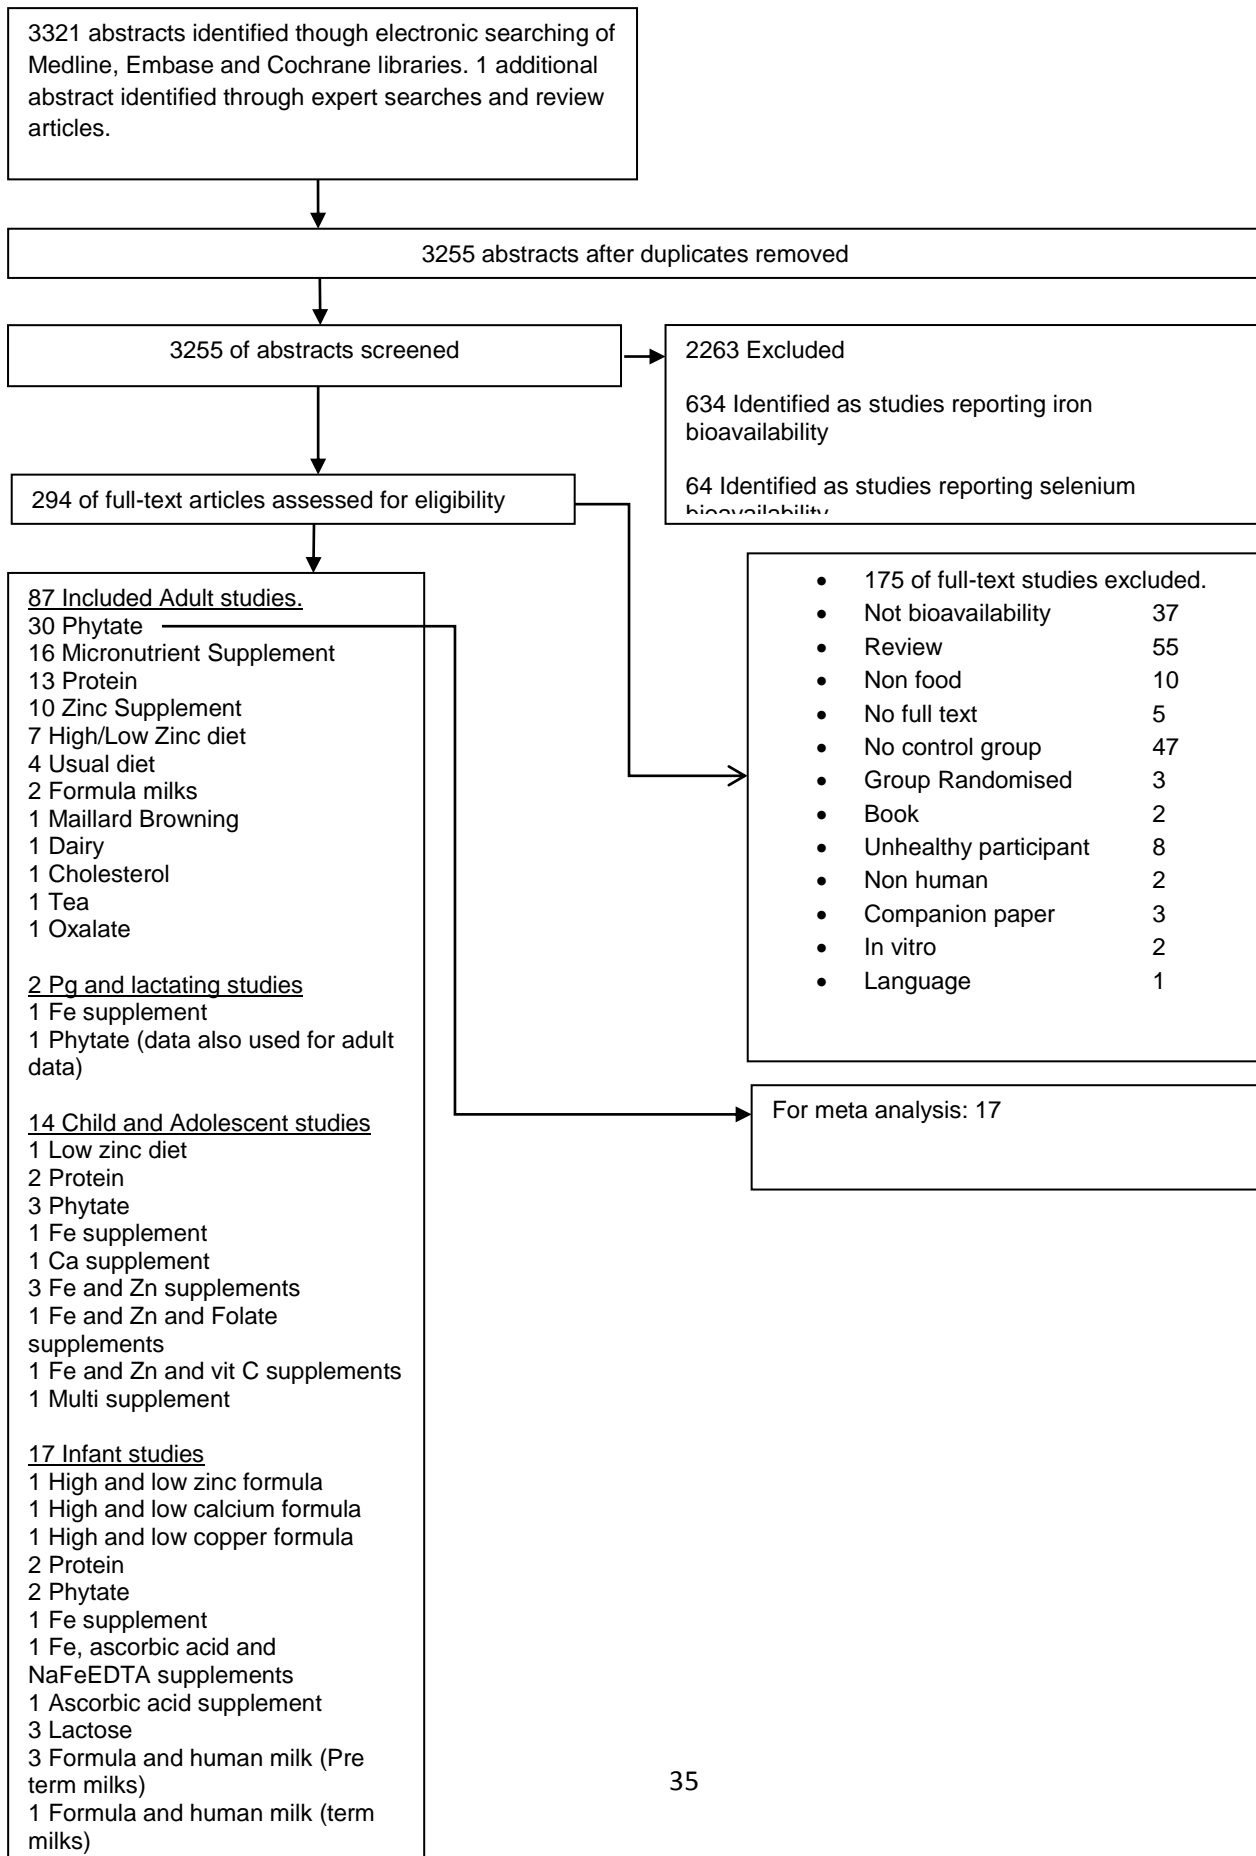 3321 abstracts identified though electronic searching of
Medline, Embase and Cochrane libraries. 1 additional
abstract identified through expert searches and review
articles.
3255 abstracts after duplicates removed
3255 of abstracts screened
2263 Excluded
634 Identified as studies reporting iron
bioavailability
64 Identified as studies reporting selenium
bioavailability
294 of full-text articles assessed for eligibility
• 175 of full-text studies excluded.
• Not bioavailability 37
• Review 55
• Non food 10
• No full text 5
• No control group 47
• Group Randomised 3
• Book 2
• Unhealthy participant 8
• Non human 2
• Companion paper 3
• In vitro 2
• Language 1
87 Included Adult studies.
30 Phytate
16 Micronutrient Supplement
13 Protein
10 Zinc Supplement
7 High/Low Zinc diet
4 Usual diet
2 Formula milks
1 Maillard Browning
1 Dairy
1 Cholesterol
1 Tea
1 Oxalate
2 Pg and lactating studies
1 Fe supplement
1 Phytate (data also used for adult
data)
14 Child and Adolescent studies
1 Low zinc diet
2 Protein
3 Phytate
1 Fe supplement
1 Ca supplement
3 Fe and Zn supplements
1 Fe and Zn and Folate
supplements
1 Fe and Zn and vit C supplements
1 Multi supplement
17 Infant studies
1 High and low zinc formula
1 High and low calcium formula
1 High and low copper formula
2 Protein
2 Phytate
1 Fe supplement
1 Fe, ascorbic acid and
NaFeEDTA supplements
1 Ascorbic acid supplement
3 Lactose
3 Formula and human milk (Pre
term milks)
1 Formula and human milk (term
milks)
For meta analysis: 17
35